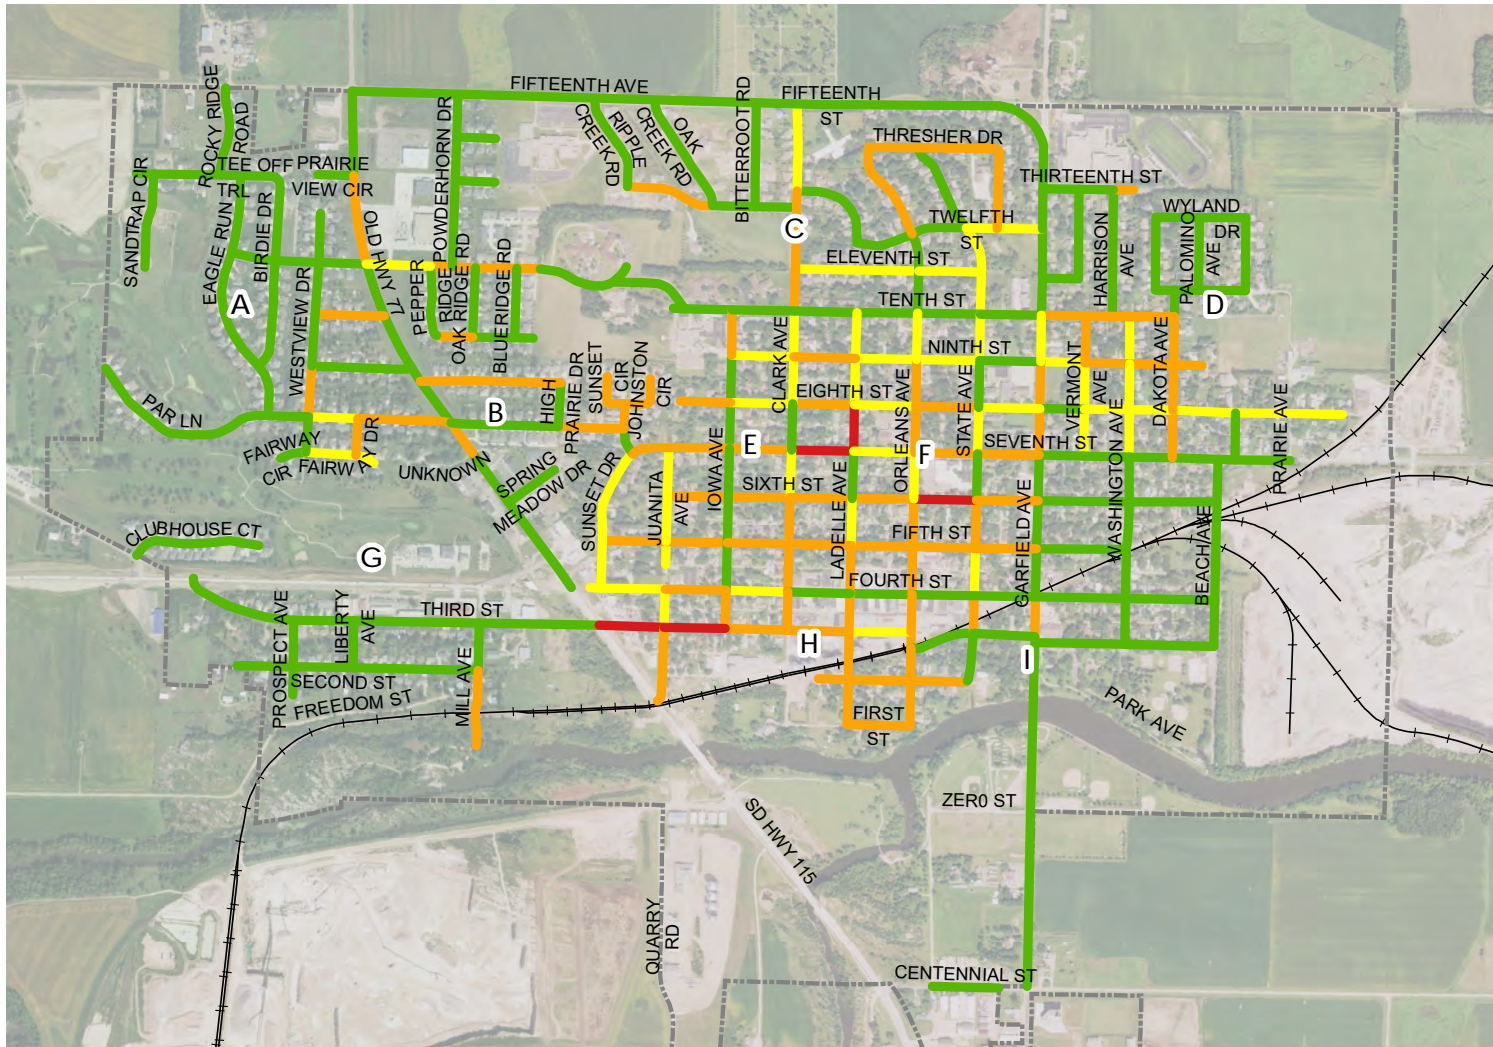 FIFTEENTH AVE
FIFTEENTH
ST
ROCKY RIDGE
ROAD
POWDERHORN DR
RIPPLE
CREEK RD
OAK
CREEK RD
BITTERROOT RD
THRESHER DR
THIRTEENTH ST
TEE OFF
TRL
PRAIRIE
VIEW CIR
SANDTRAP CIR
EAGLE RUN
BIRDIE DR
OLD HWY 77
WESTVIEW DR
PEPPER
RIDGE
OAK RIDGE RD
BLUERIDGE RD
C
TWELFTH
ST
ELEVENTH ST
HARRISON
AVE
WYLAND
DR
PALOMINO
AVE
A
D
TENTH ST
NINTH ST
EIGHTH ST
CLARK AVE
ORLEANS AVE
STATE AVE
VERMONT
AVE
DAKOTA AVE
PAR LN
B
HIGH
PRAIRIE DR
SUNSET
CIR
JOHNSTON
CIR
FAIRWAY
CIR
FAIRWAY DR
UNKNOWN
SPRING
MEADOW DR
SUNSET DR
JUANITA
AVE
IOWA AVE
E
F
SEVENTH ST
PRAIRIE AVE
SIXTH ST
LADELLE AVE
GARFIELD AVE
WASHINGTON AVE
BEACH AVE
FIFTH ST
CLUBHOUSE CT
G
FOURTH ST
THIRD ST
PROSPECT AVE
LIBERTY
AVE
MILL AVE
SECOND ST
FREEDOM ST
H
I
FIRST
ST
PARK AVE
ZERO ST
SD HWY 115
QUARRY
RD
CENTENNIAL ST